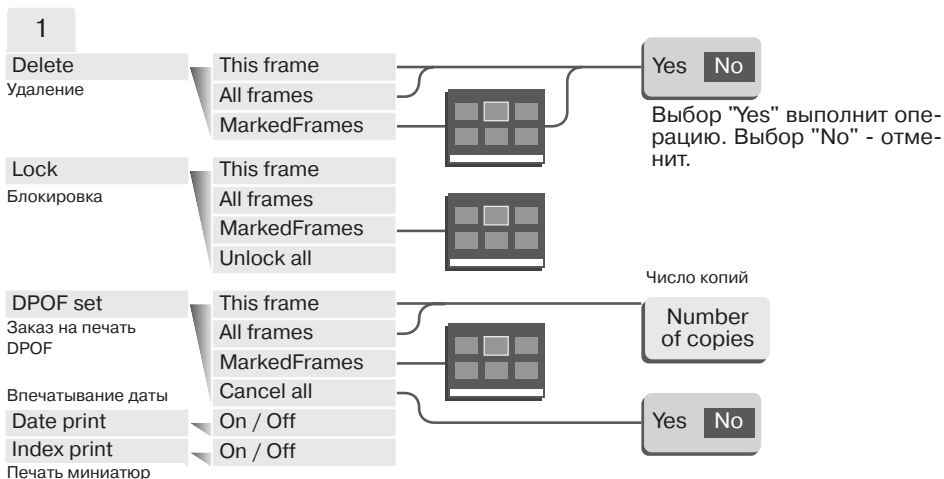 1
Delete
Удаление
This frame
All frames
MarkedFrames
Yes No
Выбор "Yes" выполнит опе-
рацию. Выбор "No" - отме-
нит.
Lock
Блокировка
This frame
All frames
MarkedFrames
Unlock all
DPOF set
Заказ на печать
DPOF
This frame
All frames
MarkedFrames
Cancel all
Число копий
Number
of copies
Yes No
Впечатывание даты
Date print
On / Off
Index print
On / Off
Печать миниатюр